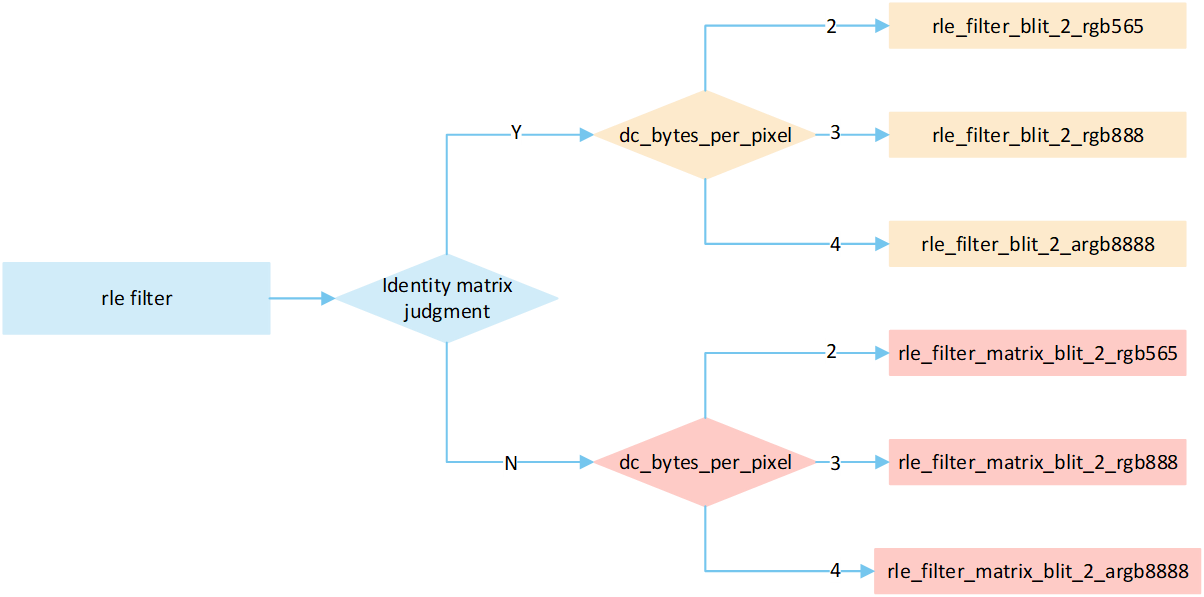 rle filter
Identity matrix
judgment
Y
dc_bytes_per_pixel
2
rle_filter_blit_2_rgb565
3
rle_filter_blit_2_rgb888
4
rle_filter_blit_2_argb8888
N
dc_bytes_per_pixel
2
rle_filter_matrix_blit_2_rgb565
3
rle_filter_matrix_blit_2_rgb888
4
rle_filter_matrix_blit_2_argb8888